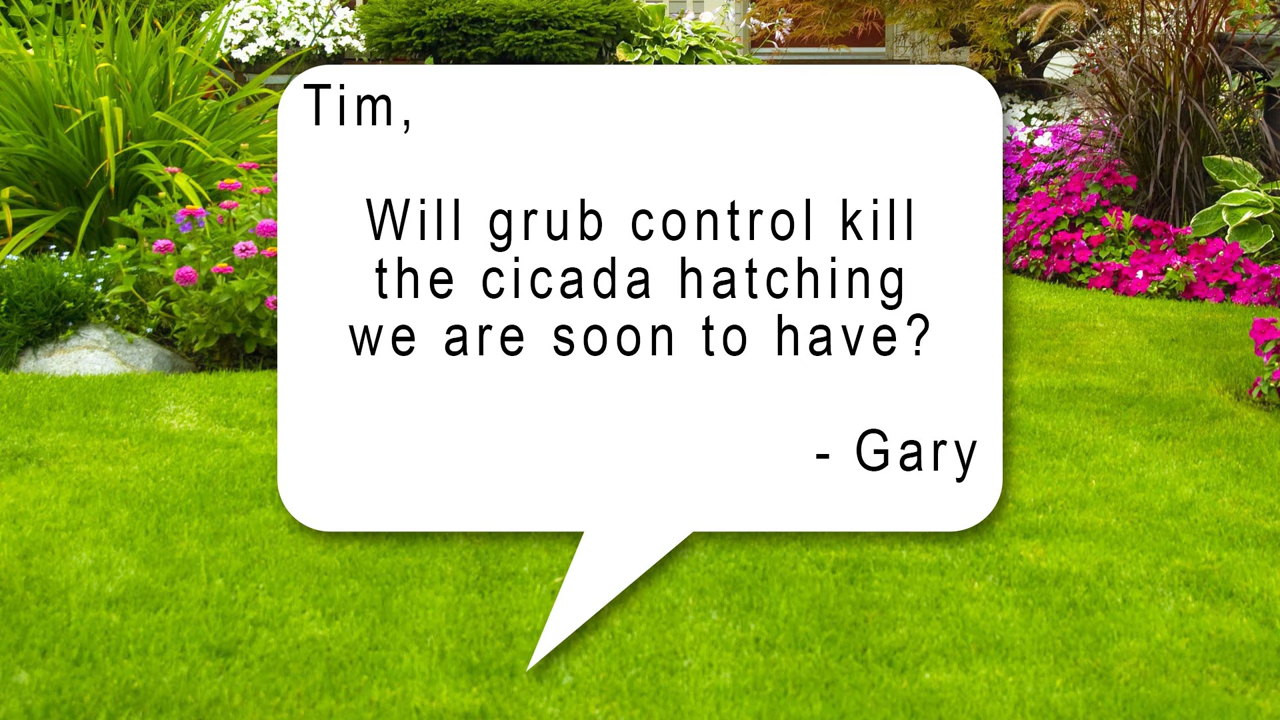 Tim,
Will grub control kill
the cicada hatching
we are soon to have?
- Gary